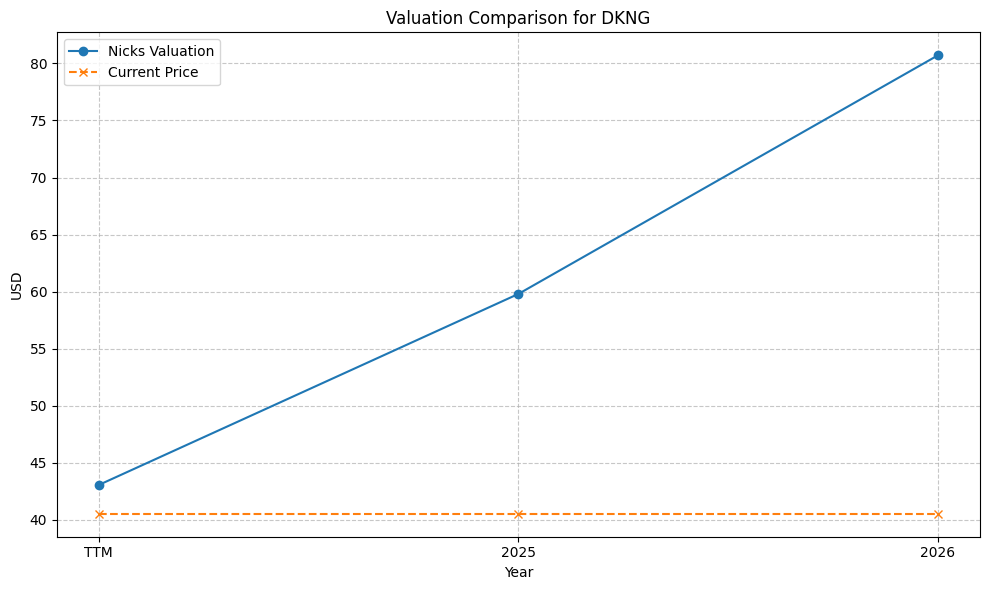 Valuation Comparison for DKNG
Nicks Valuation
Current Price
80
75
70
65
60
55
50
45
40
USD
TTM
2025
2026
Year